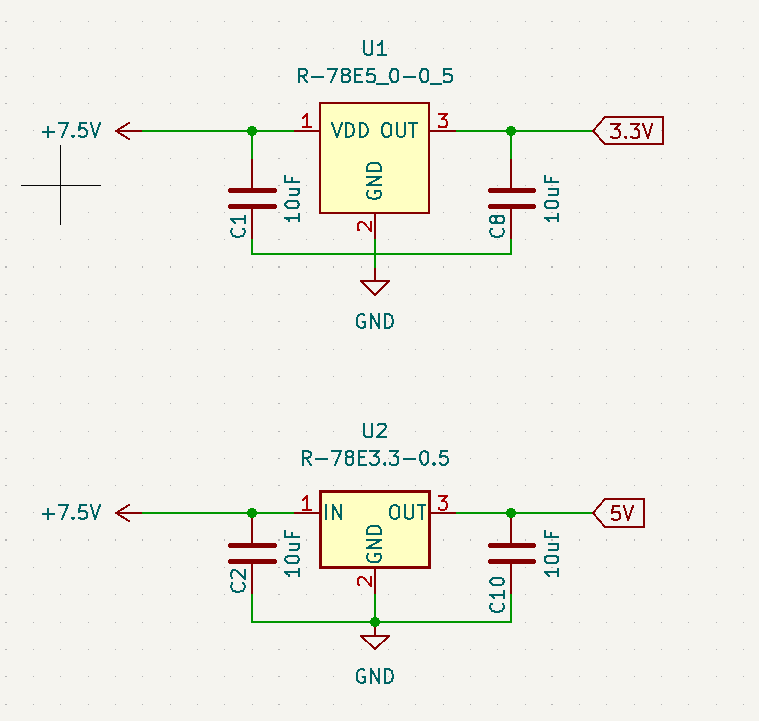 U1
R-78E5_0-0_5
+7.5V
1
VDD OUT
3
3.3V
GND
C1
10uF
2
C8
10uF
GND
U2
R-78E3.3-0.5
+7.5V
1
IN
OUT
3
5V
GND
C2
10uF
2
C10
10uF
GND